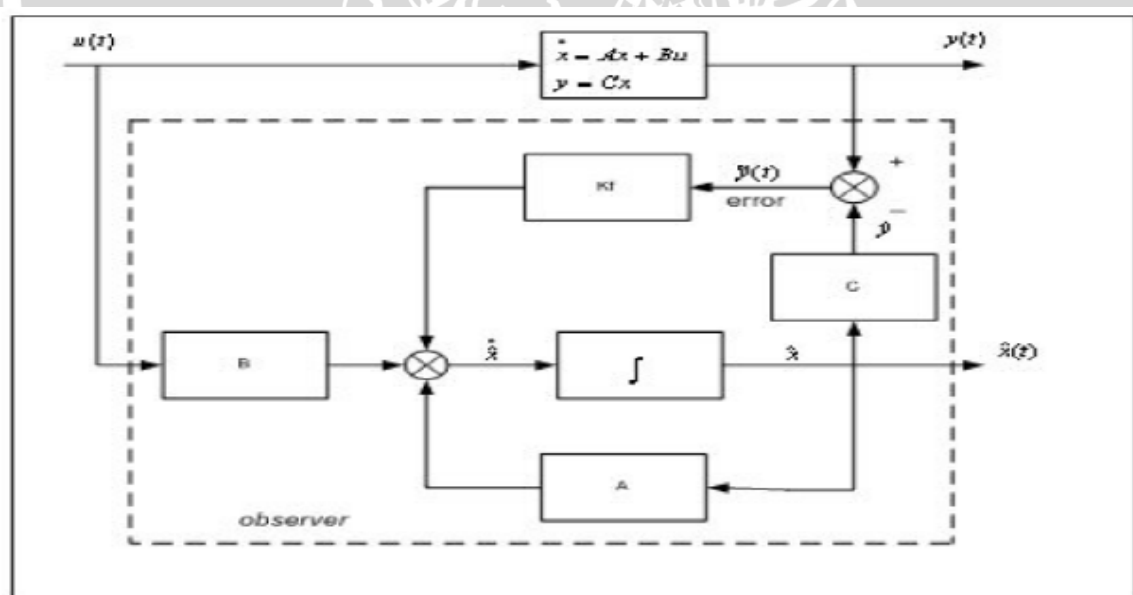 u(t)
ẋ = Ax + Bu
y = Cx
y(t)
+
Kf
ỹ(t)
error
−
ŷ
C
B
x̂̇
∫
x̂
x̂(t)
A
observer